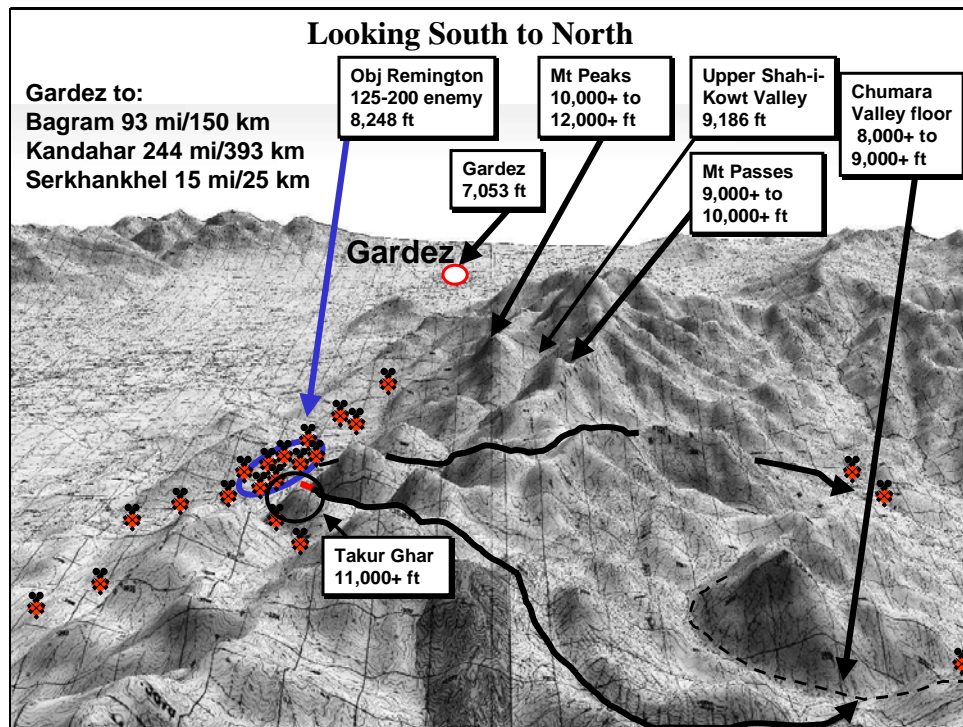 Looking South to North
Gardez to:
Bagram 93 mi/150 km
Kandahar 244 mi/393 km
Serkhankhel 15 mi/25 km
Obj Remington
125-200 enemy
8,248 ft
Mt Peaks
10,000+ to
12,000+ ft
Upper Shah-i-
Kowt Valley
9,186 ft
Chumara
Valley floor
8,000+ to
9,000+ ft
Gardez
7,053 ft
Mt Passes
9,000+ to
10,000+ ft
Gardez
Takur Ghar
11,000+ ft